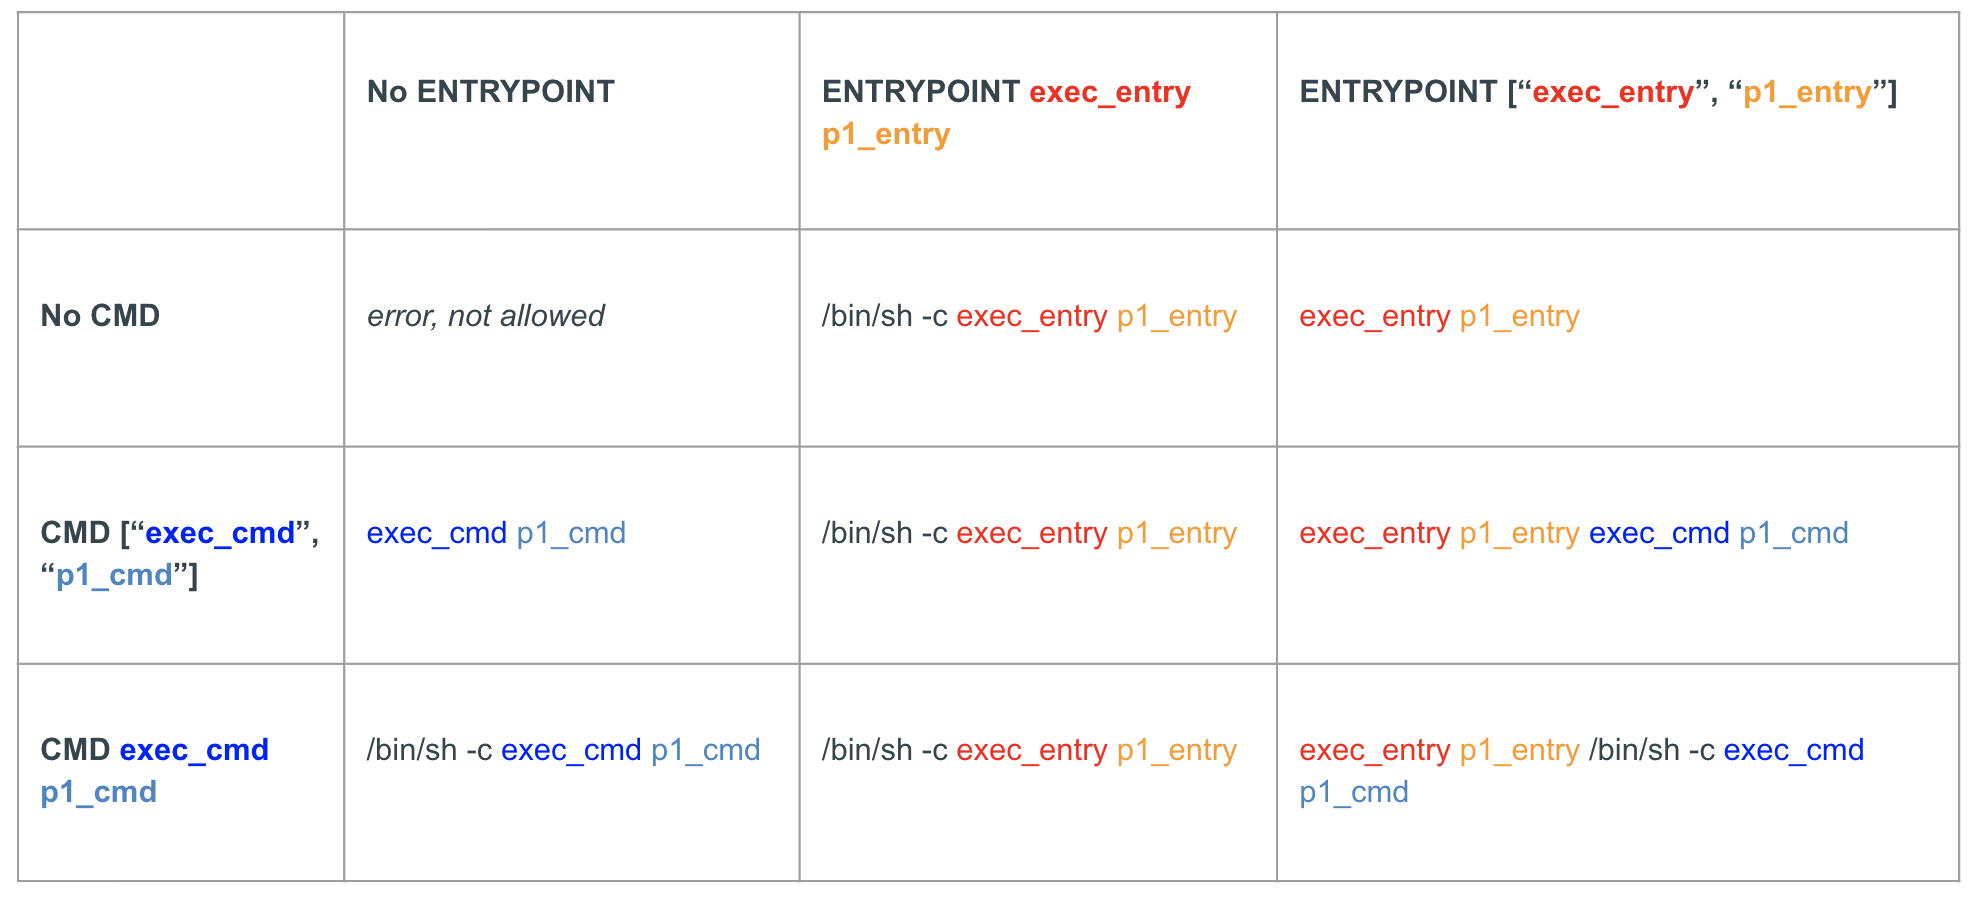 No ENTRYPOINT
ENTRYPOINT exec_entry
p1_entry
ENTRYPOINT [“exec_entry”, “p1_entry”]
No CMD
error, not allowed
/bin/sh -c exec_entry p1_entry
exec_entry p1_entry
CMD [“exec_cmd”,
“p1_cmd”]
exec_cmd p1_cmd
/bin/sh -c exec_entry p1_entry
exec_entry p1_entry exec_cmd p1_cmd
CMD exec_cmd
p1_cmd
/bin/sh -c exec_cmd p1_cmd
/bin/sh -c exec_entry p1_entry
exec_entry p1_entry /bin/sh -c exec_cmd
p1_cmd